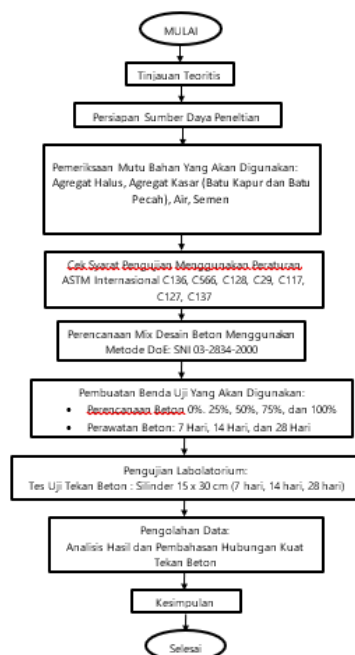 MULAI
Tinjauan Teoritis
Persiapan Sumber Daya Peneltian
Pemeriksaan Mutu Bahan Yang Akan Digunakan:
Agregat Halus, Agregat Kasar (Batu Kapur dan Batu
Pecah), Air, Semen
Cek Syarat Pengujian Menggunakan Peraturan
ASTM Internasional C136, C566, C128, C29, C117,
C127, C137
Perencanaan Mix Desain Beton Menggunakan
Metode DoE: SNI 03-2834-2000
Pembuatan Benda Uji Yang Akan Digunakan:
• Perencanaan Beton 0%. 25%, 50%, 75%, dan 100%
• Perawatan Beton: 7 Hari, 14 Hari, dan 28 Hari
Pengujian Labolatorium:
Tes Uji Tekan Beton : Silinder 15 x 30 cm (7 hari, 14 hari, 28 hari)
Pengolahan Data:
Analisis Hasil dan Pembahasan Hubungan Kuat
Tekan Beton
Kesimpulan
Selesai